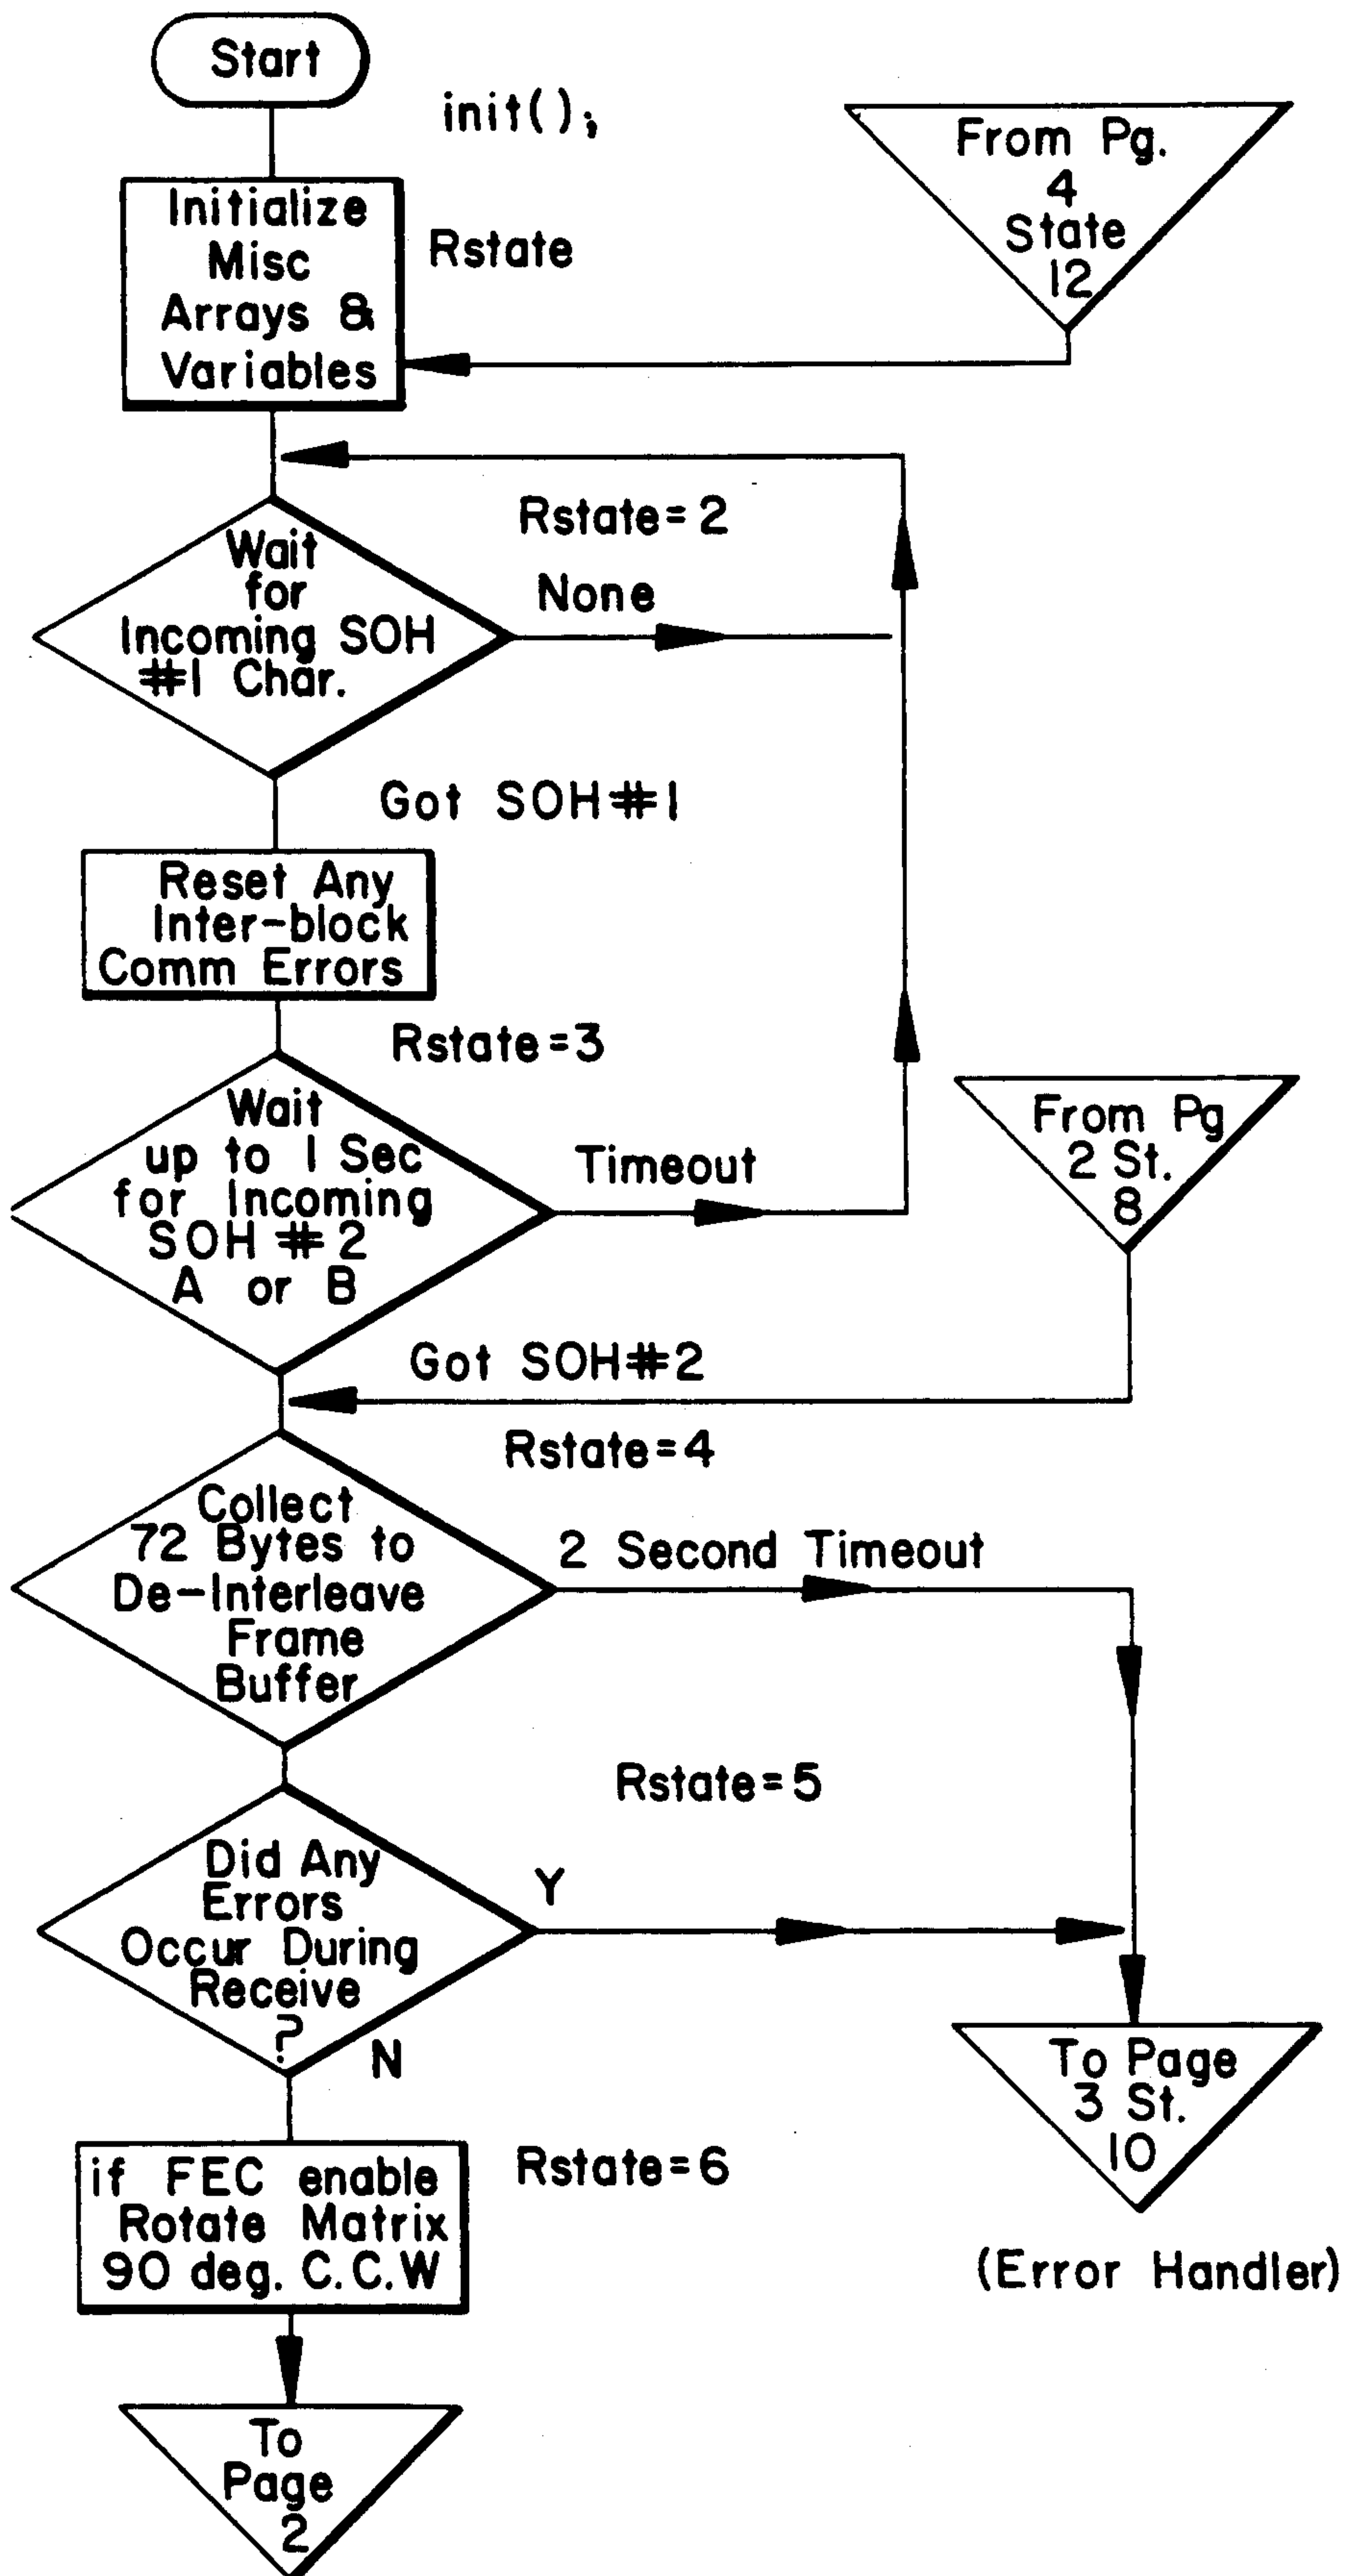 Start
init();
From Pg.
4
State
12
Initialize
Misc
Arrays &
Variables
Rstate
Rstate=2
Wait
for
Incoming SOH
#1 Char.
None
Got SOH#1
Reset Any
Inter-block
Comm Errors
Rstate=3
Wait
up to 1 Sec
for Incoming
SOH #2
A or B
Timeout
From Pg
2 St.
8
Got SOH#2
Rstate=4
Collect
72 Bytes to
De-Interleave
Frame
Buffer
2 Second Timeout
Rstate=5
Did Any
Errors
Occur During
Receive
?
Y
N
To Page
3 St.
10
(Error Handler)
Rstate=6
if FEC enable
Rotate Matrix
90 deg. C.C.W
To
Page
2